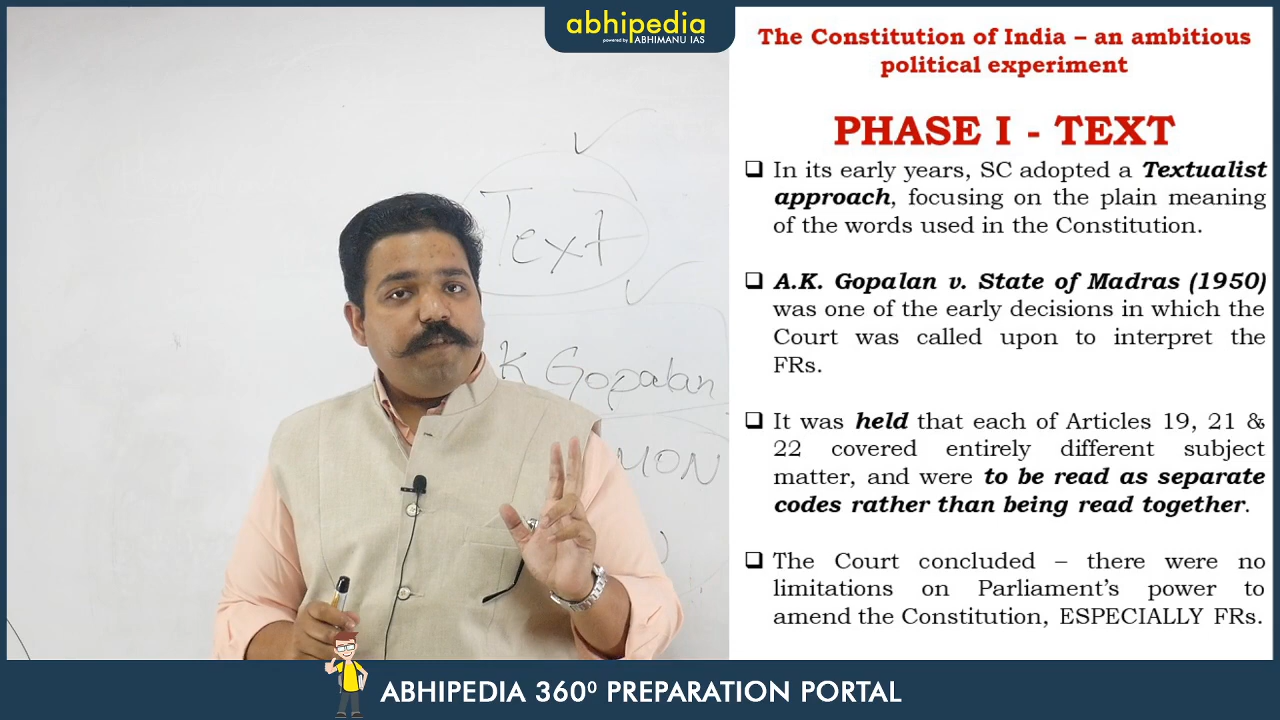 abhipedia
powered by ABHIMANU IAS
The Constitution of India – an ambitious
political experiment
PHASE I - TEXT
❑ In its early years, SC adopted a Textualist
approach, focusing on the plain meaning
of the words used in the Constitution.
❑ A.K. Gopalan v. State of Madras (1950)
was one of the early decisions in which the
Court was called upon to interpret the
FRs.
❑ It was held that each of Articles 19, 21 &
22 covered entirely different subject
matter, and were to be read as separate
codes rather than being read together.
❑ The Court concluded – there were no
limitations on Parliament's power to
amend the Constitution, ESPECIALLY FRs.
Text
K Gopalan
ABHIPEDIA 360⁰ PREPARATION PORTAL